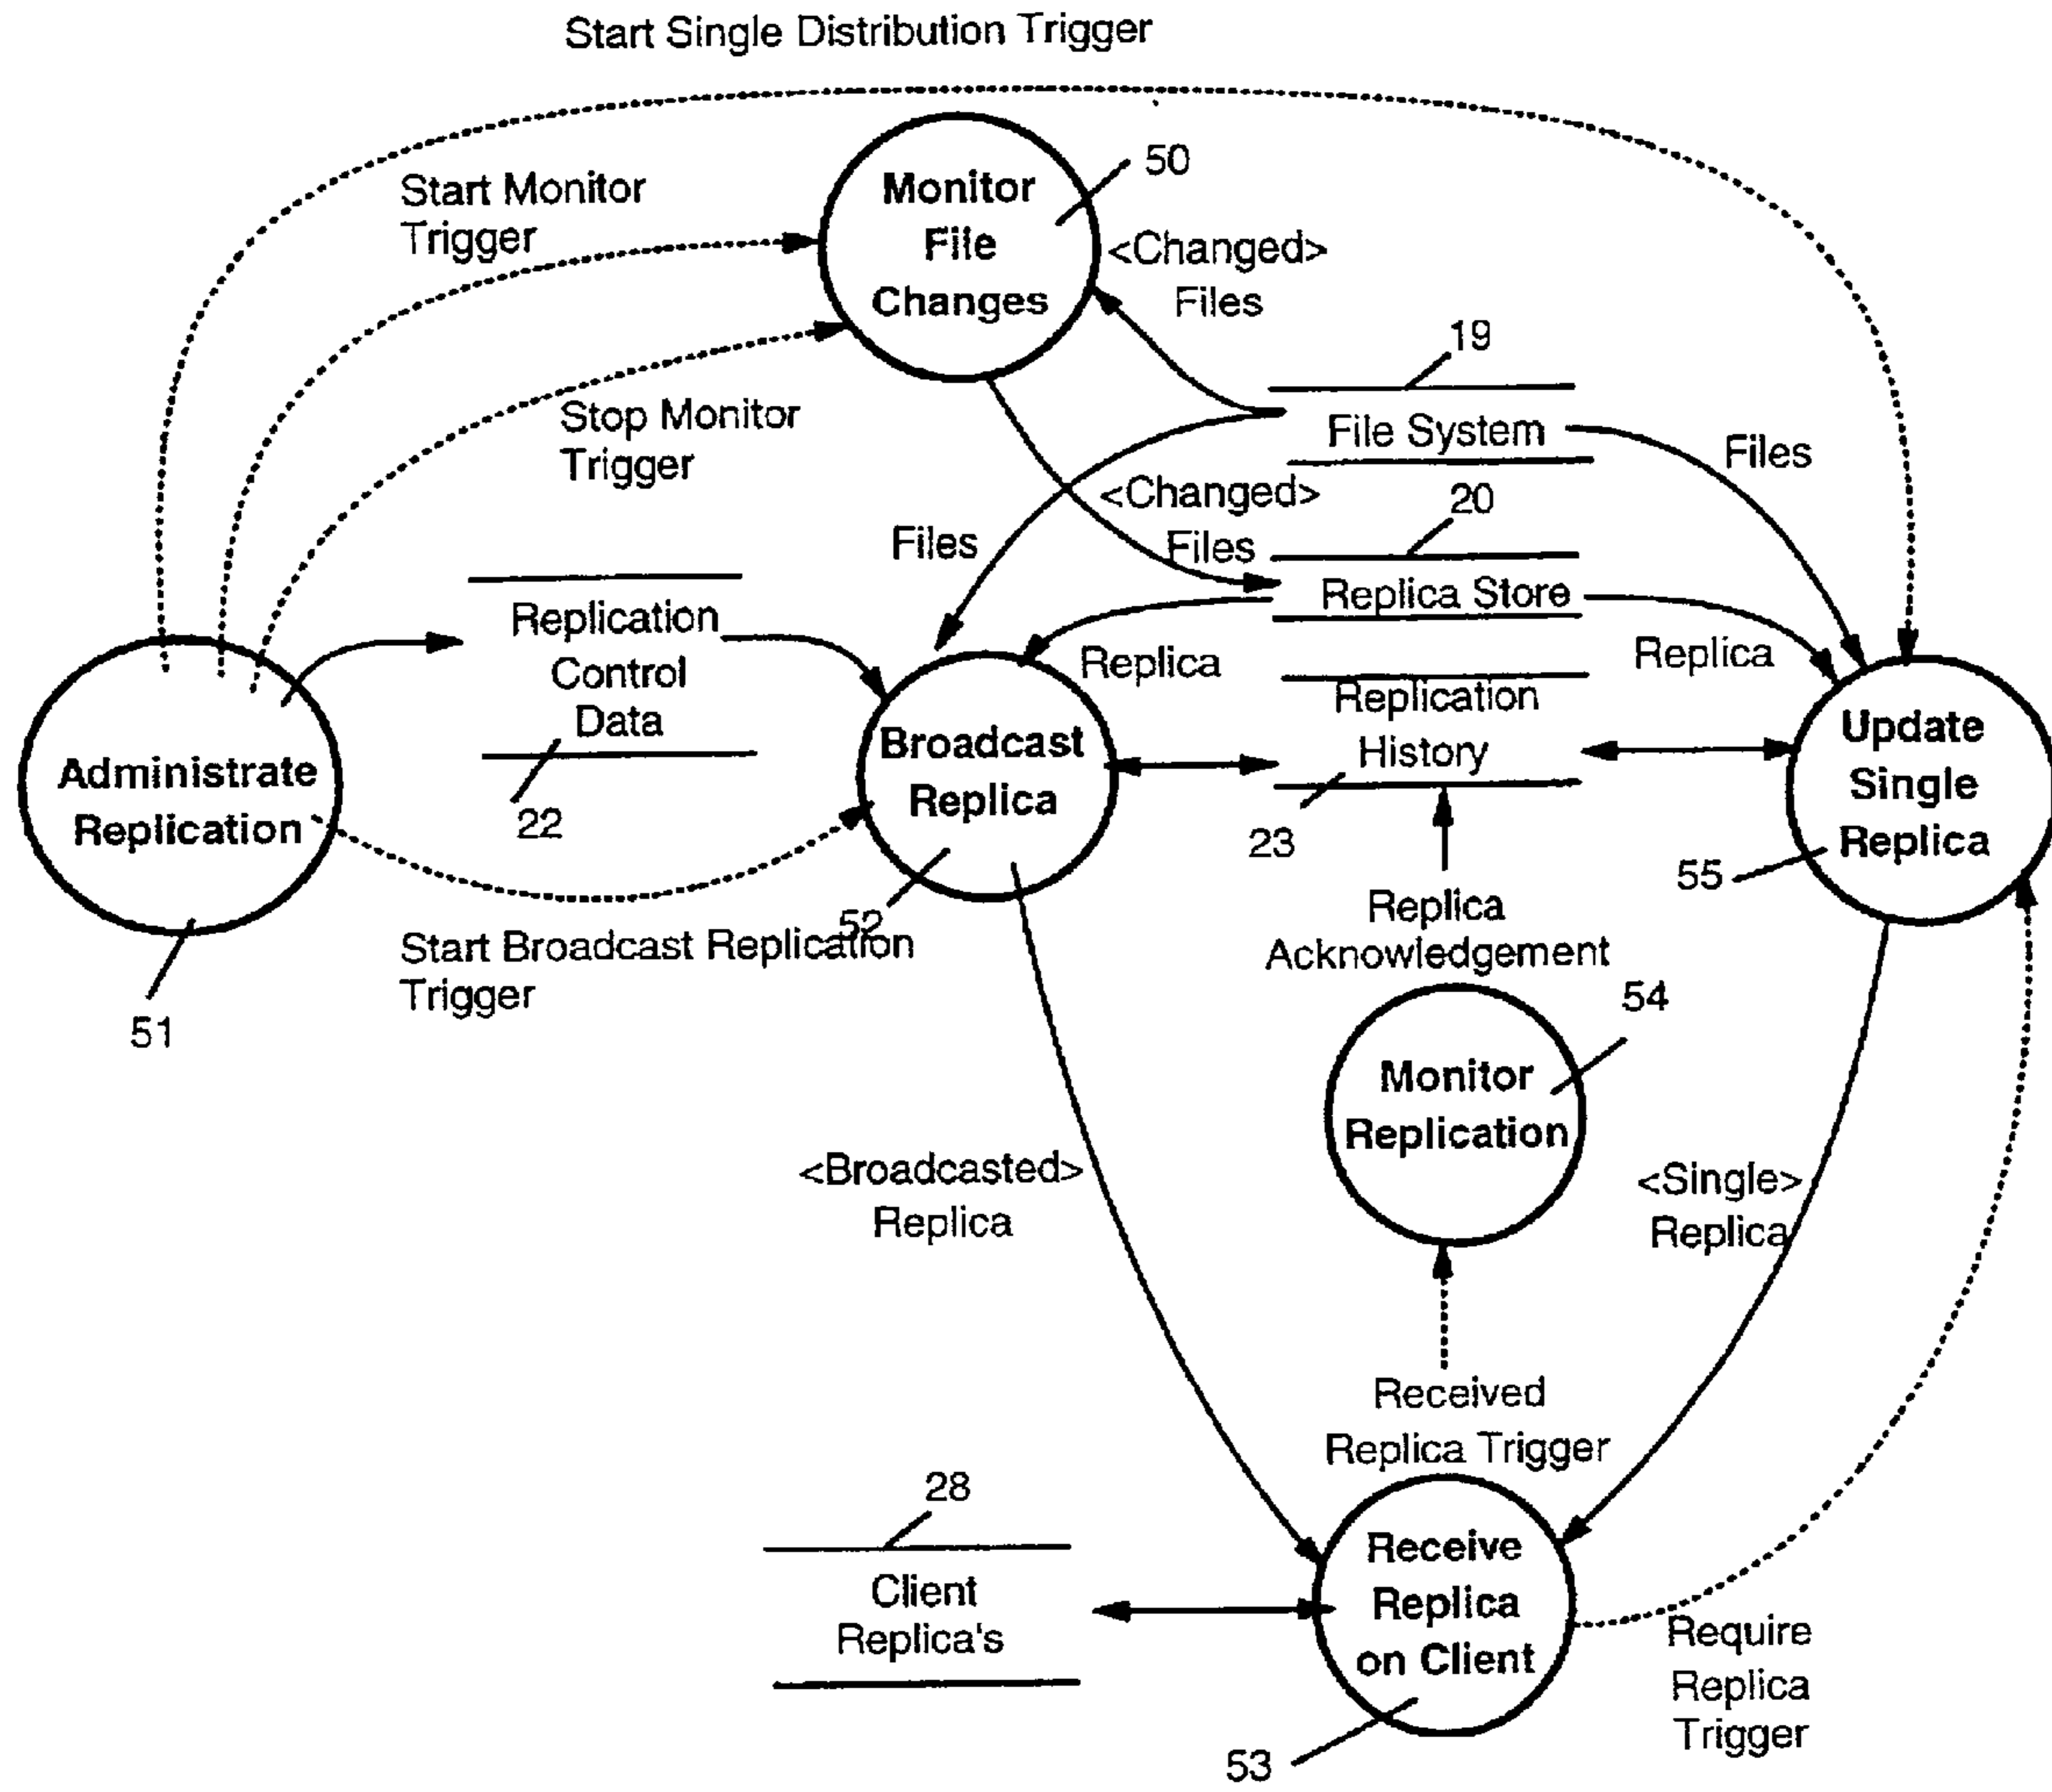 Start Single Distribution Trigger
50
Monitor
File
Changes
Start Monitor
Trigger
<Changed>
Files
19
Stop Monitor
Trigger
File System
Files
<Changed>
Files
20
Files
Replica Store
Replication
Control
Data
22
Replica
Replica
Replication
History
23
Administrate
Replication
51
Broadcast
Replica
52
Update
Single
Replica
55
Start Broadcast Replication
Trigger
Replica
Acknowledgement
54
Monitor
Replication
<Broadcasted>
Replica
<Single>
Replica
Received
Replica Trigger
28
Client
Replica's
Receive
Replica
on Client
53
Require
Replica
Trigger